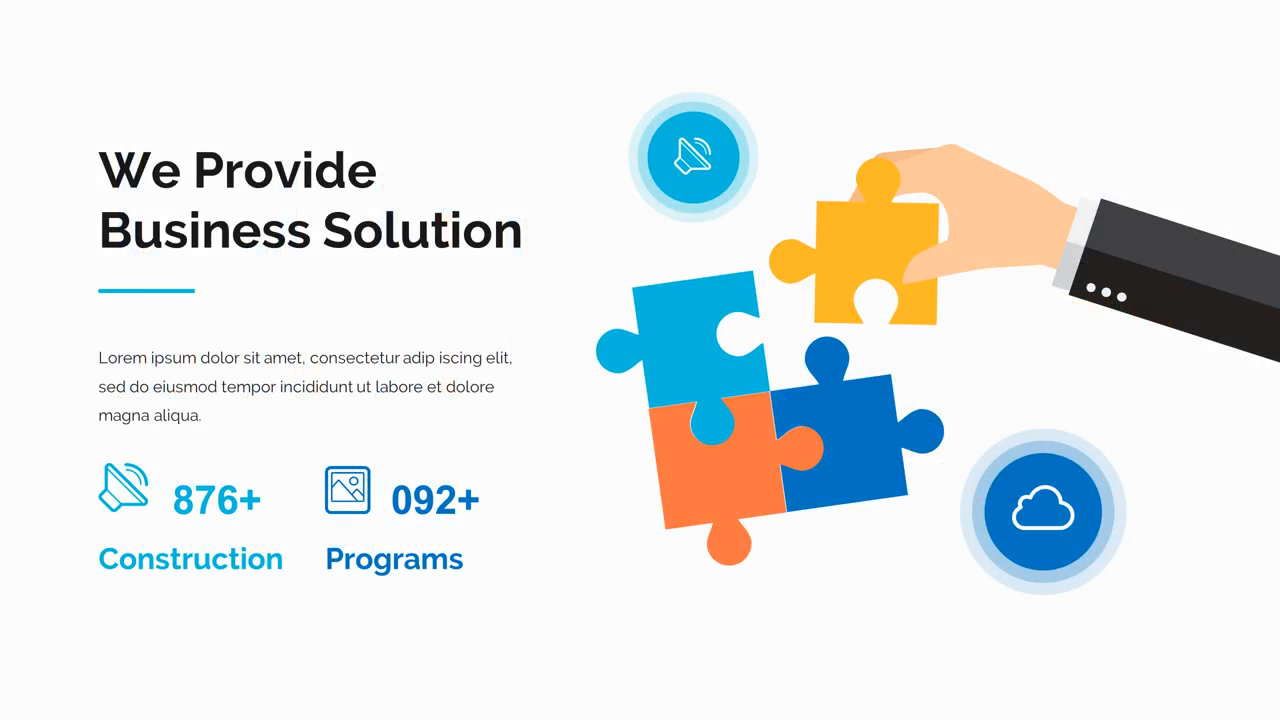 We Provide
Business Solution
Lorem ipsum dolor sit amet, consectetur adip iscing elit,
sed do eiusmod tempor incididunt ut labore et dolore
magna aliqua.
876+
Construction
092+
Programs